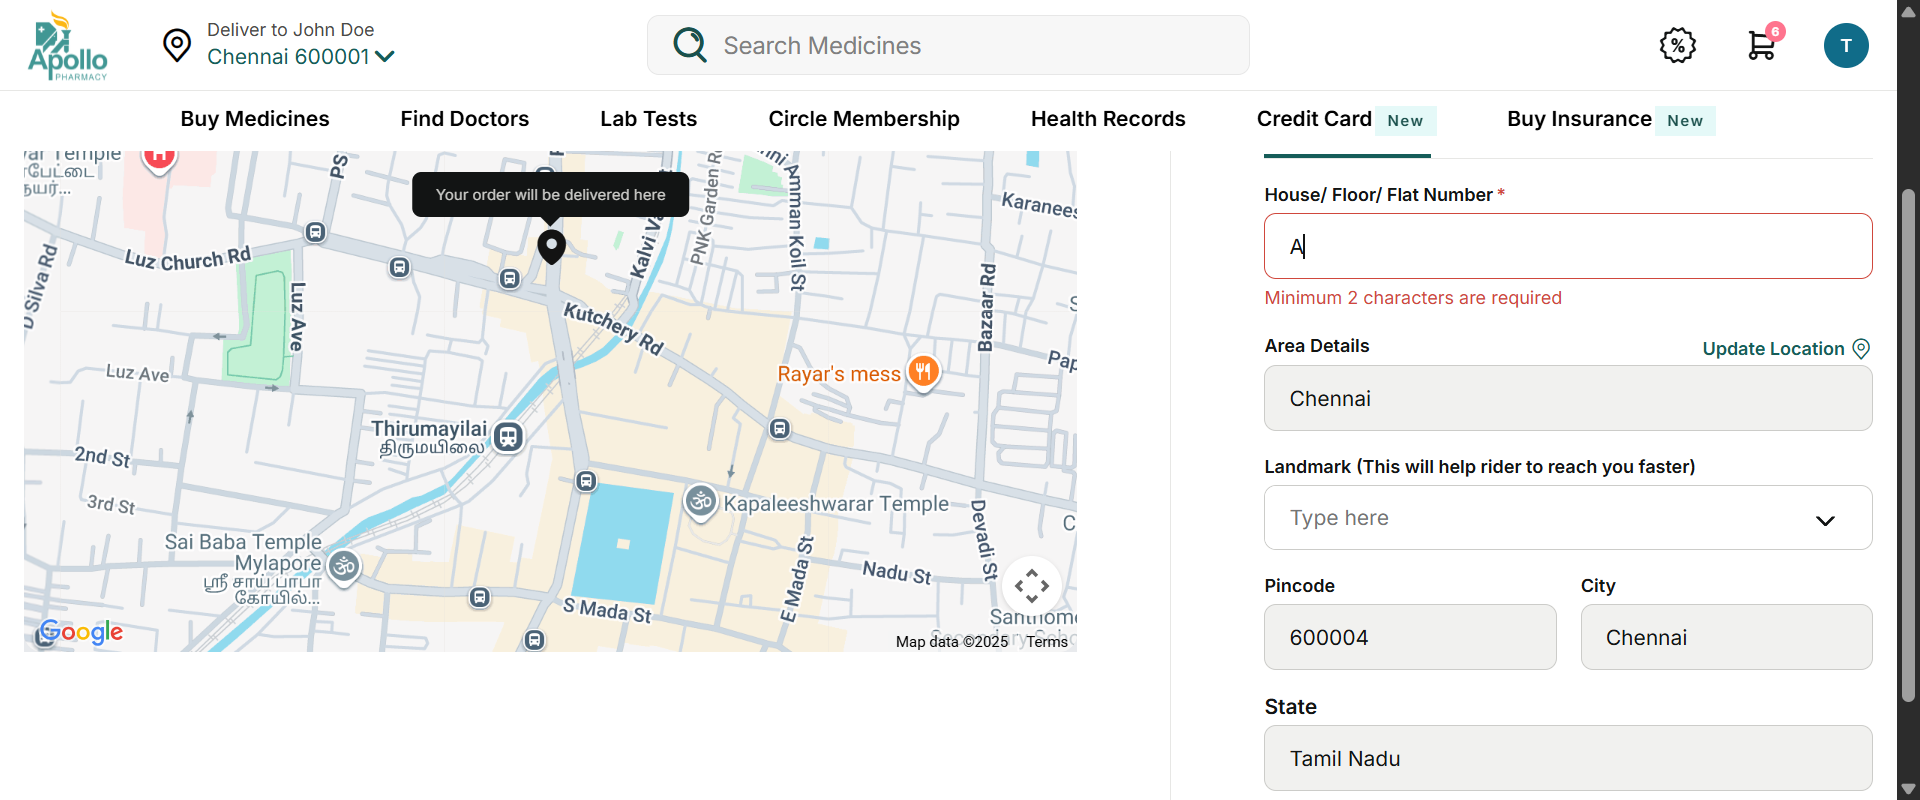 Apollo
PHARMACY
Deliver to John Doe
Chennai 600001
Search Medicines
%
6
T
Buy Medicines
Find Doctors
Lab Tests
Circle Membership
Health Records
Credit Card New
Buy Insurance New
Temple
H
PS
Your order will be delivered here
PNK Garden
Amman Koil St
Karanees
Luz Church Rd
D Silva Rd
Luz Ave
Kutchery Rd
Bazaar Rd
Luz Ave
Rayar's mess
Thirumayilai
திருமயிலை
2nd St
3rd St
Kapaleeshwarar Temple
Devadi St
Sai Baba Temple
Mylapore
ஸ்ரீ சாய் பாபா
கோயில்...
E Mada St
Nadu St
S Mada St
Google
Map data ©2025
Terms
House/ Floor/ Flat Number *
A
Minimum 2 characters are required
Area Details
Update Location
Chennai
Landmark (This will help rider to reach you faster)
Type here
Pincode
City
600004
Chennai
State
Tamil Nadu